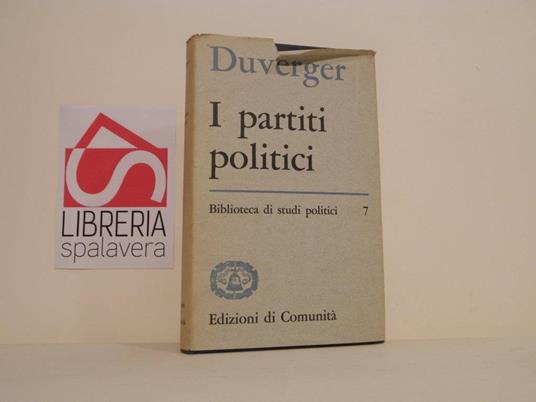 Duverger
I partiti
politici
Biblioteca di studi politici 7
Edizioni di Comunità
LIBRERIA
spalavera